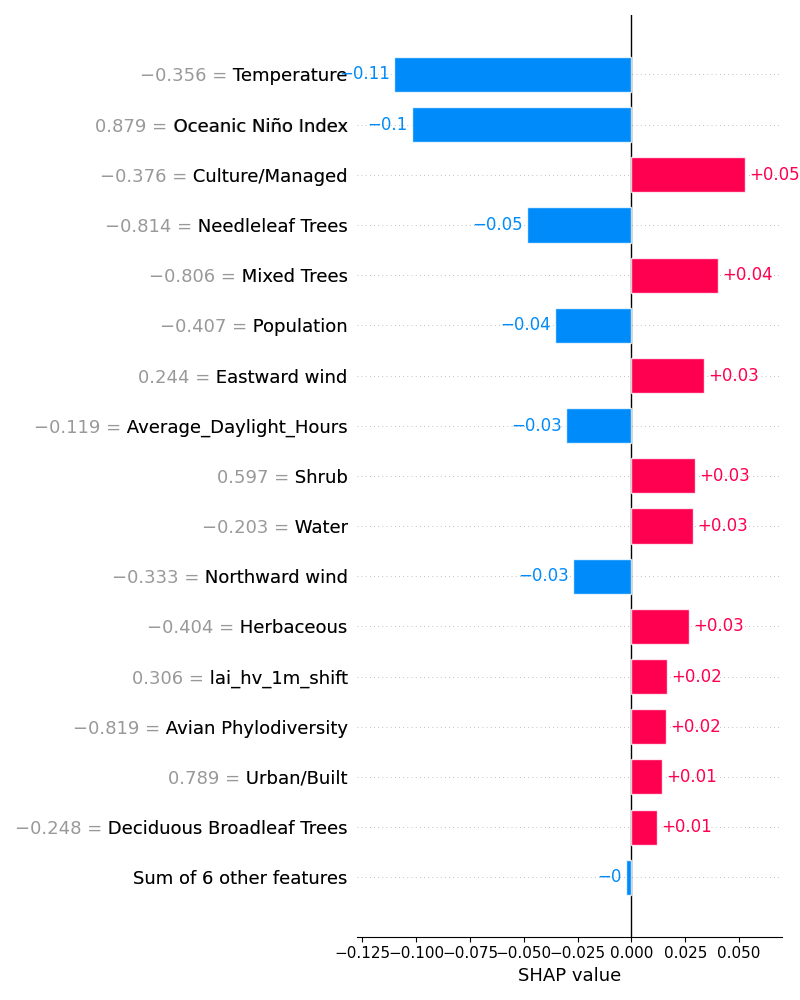 −0.356 = Temperature −0.11
0.879 = Oceanic Niño Index −0.1
−0.376 = Culture/Managed +0.05
−0.814 = Needleleaf Trees −0.05
−0.806 = Mixed Trees +0.04
−0.407 = Population −0.04
0.244 = Eastward wind +0.03
−0.119 = Average_Daylight_Hours −0.03
0.597 = Shrub +0.03
−0.203 = Water +0.03
−0.333 = Northward wind −0.03
−0.404 = Herbaceous +0.03
0.306 = lai_hv_1m_shift +0.02
−0.819 = Avian Phylodiversity +0.02
0.789 = Urban/Built +0.01
−0.248 = Deciduous Broadleaf Trees +0.01
Sum of 6 other features −0
−0.125 −0.100 −0.075 −0.050 −0.025 0.000 0.025 0.050
SHAP value